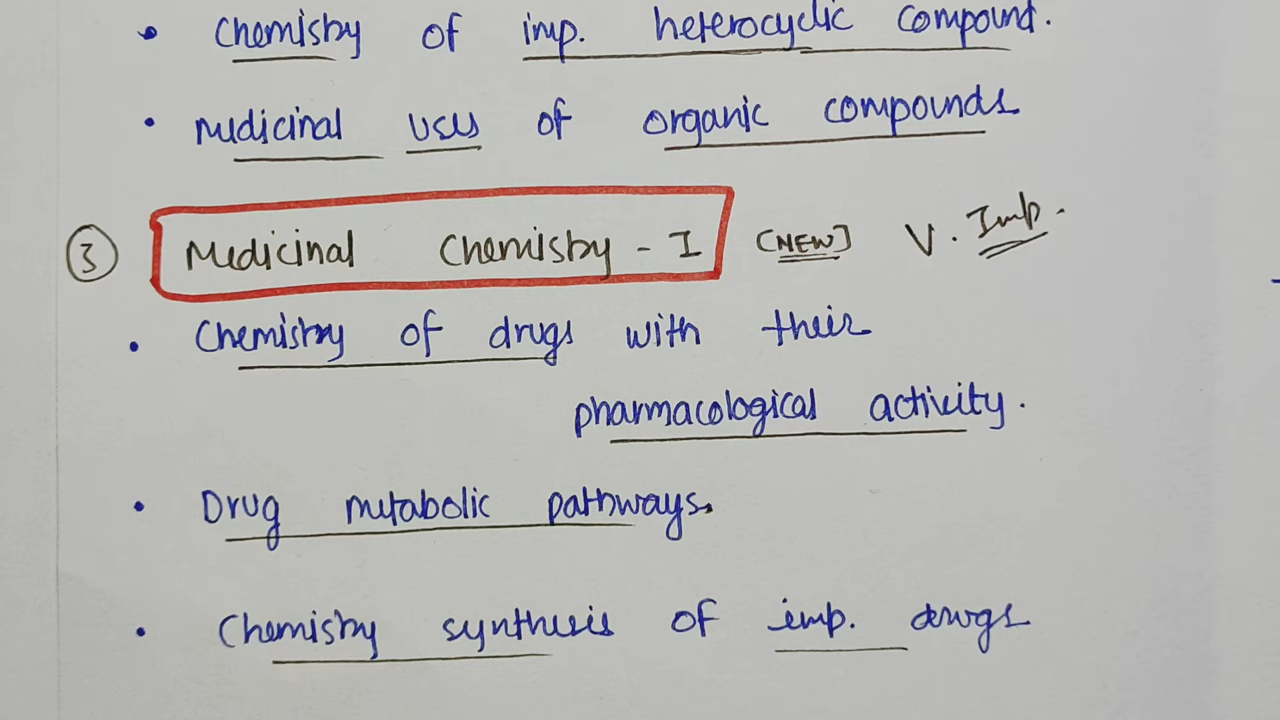 • Chemistry of imp. heterocyclic compound.
• Medicinal uses of organic compounds
③ Medicinal Chemistry - I [NEW] V. Imp.
• Chemistry of drugs with their
pharmacological activity.
• Drug metabolic pathways.
• Chemistry synthesis of imp. drugs